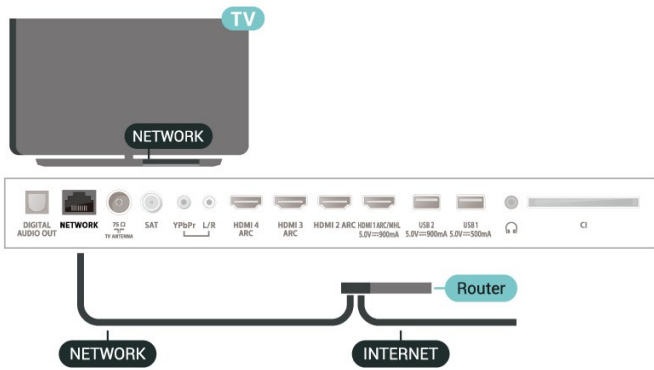 TV
NETWORK
DIGITAL AUDIO OUT
NETWORK
75 Ω
TV ANTENNA
SAT
YPbPr L/R
HDMI 4 ARC
HDMI 3 ARC
HDMI 2 ARC
HDMI 1 ARC/MHL
5.0V⎓900mA
USB 2
5.0V⎓900mA
USB 1
5.0V⎓500mA
CI
Router
NETWORK
INTERNET